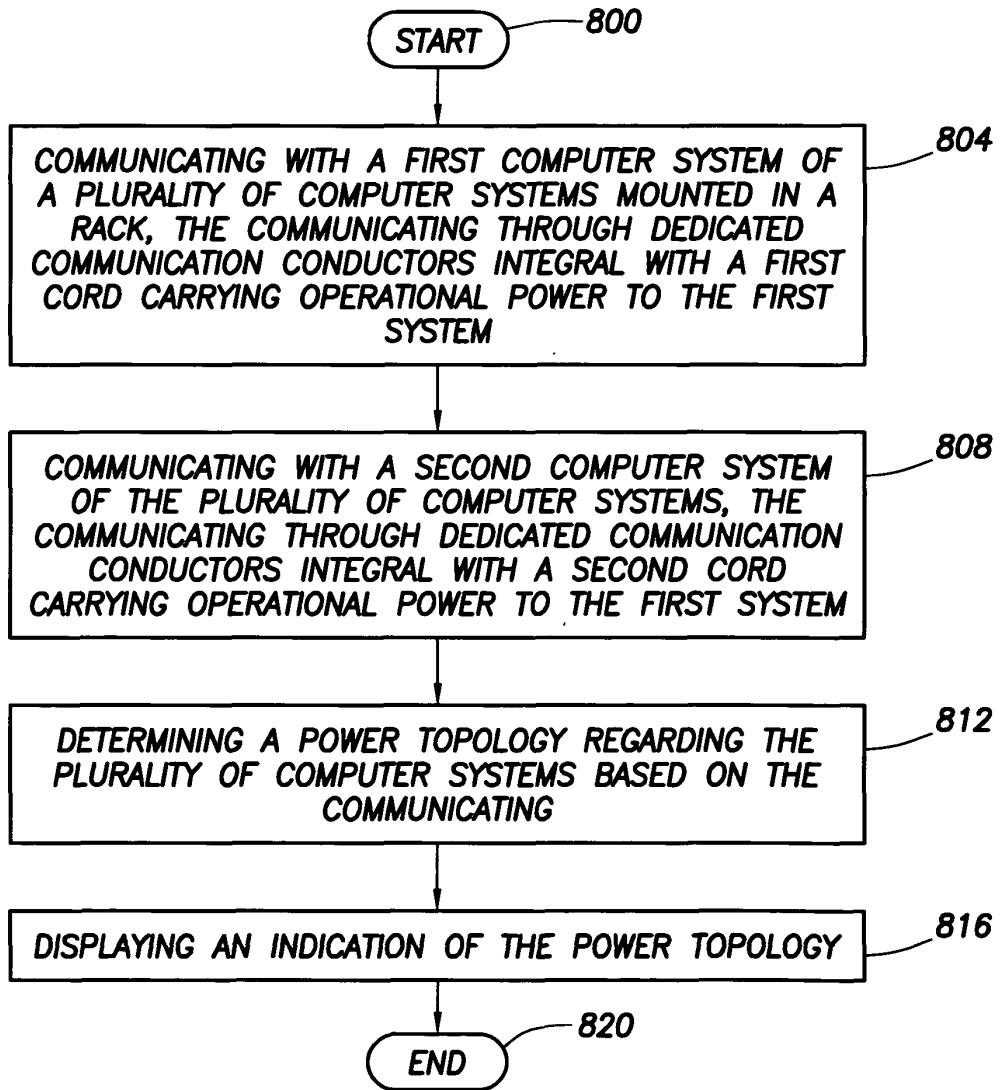 START
800
COMMUNICATING WITH A FIRST COMPUTER SYSTEM OF
A PLURALITY OF COMPUTER SYSTEMS MOUNTED IN A
RACK, THE COMMUNICATING THROUGH DEDICATED
COMMUNICATION CONDUCTORS INTEGRAL WITH A FIRST
CORD CARRYING OPERATIONAL POWER TO THE FIRST
SYSTEM
804
COMMUNICATING WITH A SECOND COMPUTER SYSTEM
OF THE PLURALITY OF COMPUTER SYSTEMS, THE
COMMUNICATING THROUGH DEDICATED COMMUNICATION
CONDUCTORS INTEGRAL WITH A SECOND CORD
CARRYING OPERATIONAL POWER TO THE FIRST SYSTEM
808
DETERMINING A POWER TOPOLOGY REGARDING THE
PLURALITY OF COMPUTER SYSTEMS BASED ON THE
COMMUNICATING
812
DISPLAYING AN INDICATION OF THE POWER TOPOLOGY
816
END
820